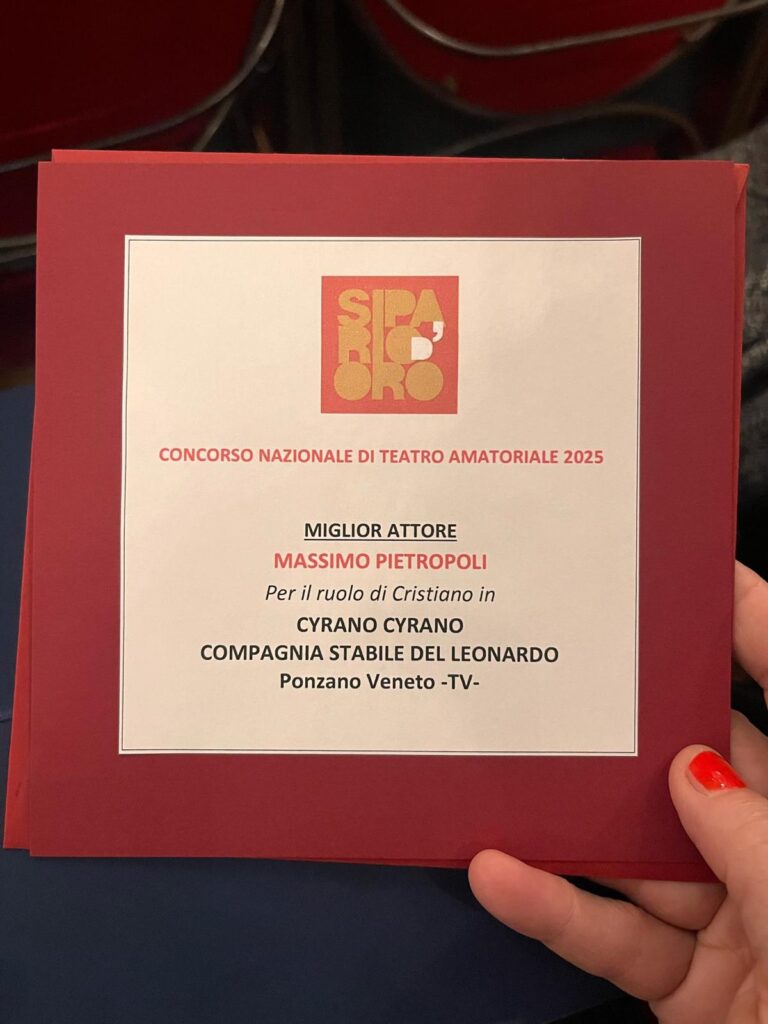 SIPA
RIO D'
ORO
CONCORSO NAZIONALE DI TEATRO AMATORIALE 2025
MIGLIOR ATTORE
MASSIMO PIETROPOLI
Per il ruolo di Cristiano in
CYRANO CYRANO
COMPAGNIA STABILE DEL LEONARDO
Ponzano Veneto -TV-